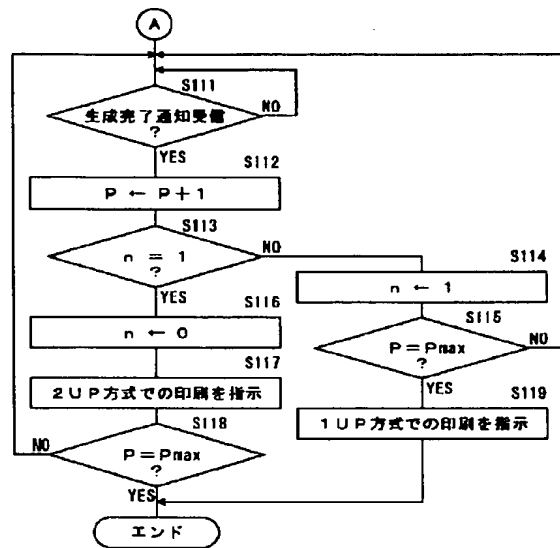 A
S111
生成完了通知受信
?
NO
YES
S112
P ← P+1
S113
n = 1
?
NO
YES
S114
n ← 1
S115
P=Pmax
?
NO
YES
S116
n ← 0
S117
2UP方式での印刷を指示
S118
P=Pmax
?
NO
YES
S119
1UP方式での印刷を指示
エンド